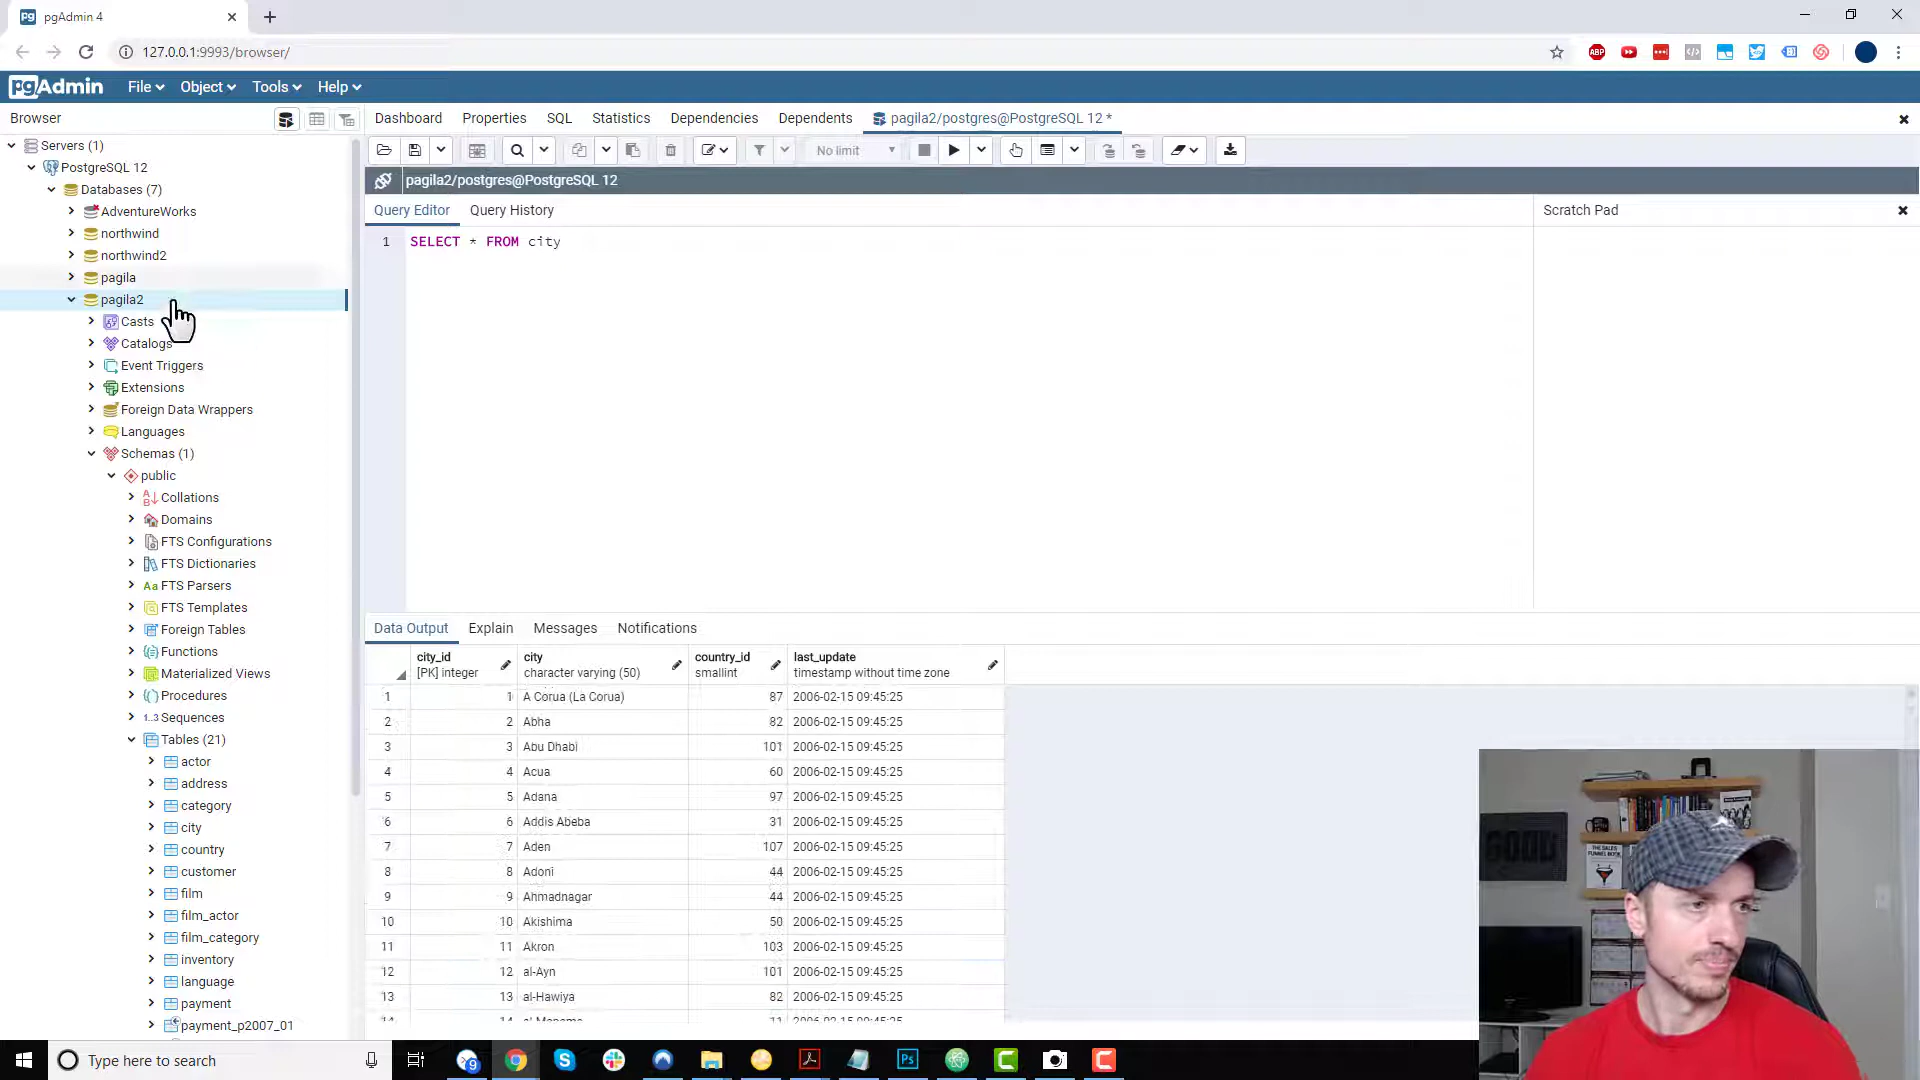 pgAdmin 4
127.0.0.1:9993/browser/
ABP
pgAdmin File Object Tools Help
Browser
Dashboard Properties SQL Statistics Dependencies Dependents pagila2/postgres@PostgreSQL 12 *
No limit
pagila2/postgres@PostgreSQL 12
Query Editor Query History
Scratch Pad
1 SELECT * FROM city
Servers (1)
PostgreSQL 12
Databases (7)
AdventureWorks
northwind
northwind2
pagila
pagila2
Casts
Catalogs
Event Triggers
Extensions
Foreign Data Wrappers
Languages
Schemas (1)
public
Collations
Domains
FTS Configurations
FTS Dictionaries
Aa FTS Parsers
FTS Templates
Foreign Tables
Functions
Materialized Views
Procedures
1..3 Sequences
Tables (21)
actor
address
category
city
country
customer
film
film_actor
film_category
inventory
language
payment
payment_p2007_01
Data Output Explain Messages Notifications
city_id city country_id last_update
[PK] integer character varying (50) smallint timestamp without time zone
1 1 A Corua (La Corua) 87 2006-02-15 09:45:25
2 2 Abha 82 2006-02-15 09:45:25
3 3 Abu Dhabi 101 2006-02-15 09:45:25
4 4 Acua 60 2006-02-15 09:45:25
5 5 Adana 97 2006-02-15 09:45:25
6 6 Addis Abeba 31 2006-02-15 09:45:25
7 7 Aden 107 2006-02-15 09:45:25
8 8 Adoni 44 2006-02-15 09:45:25
9 9 Ahmadnagar 44 2006-02-15 09:45:25
10 10 Akishima 50 2006-02-15 09:45:25
11 11 Akron 103 2006-02-15 09:45:25
12 12 al-Ayn 101 2006-02-15 09:45:25
13 13 al-Hawiya 82 2006-02-15 09:45:25
THE SALES
FUNNEL BOOK
GOOD
Type here to search
9
Ps